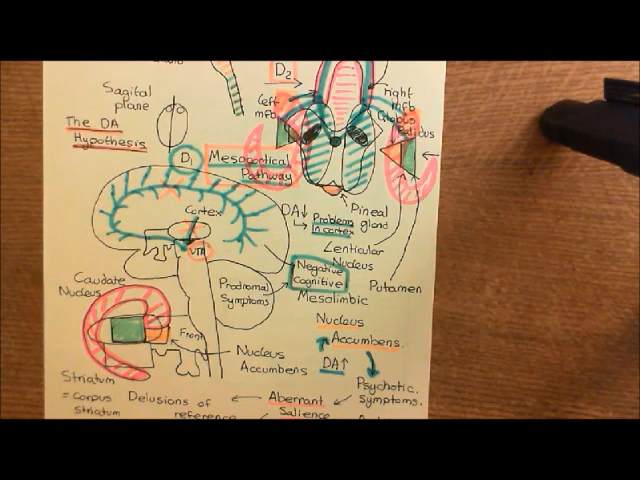 D2
Sagital
plane
The DA
Hypothesis
Left
mfb
right
mfb
Globus
Pallidus
D1
Mesocortical
Pathway
Cortex
VTA
DA↓
Problems
in cortex
Pineal
gland
Lenticular
Nucleus
Putamen
Negative
Cognitive
Prodromal
Symptoms
Mesolimbic
Caudate
Nucleus
Front
Nucleus
Accumbens
Nucleus
Accumbens
DA↑
Psychotic
Symptoms.
Striatum
= Corpus
striatum
Delusions of
reference
Aberrant
Salience